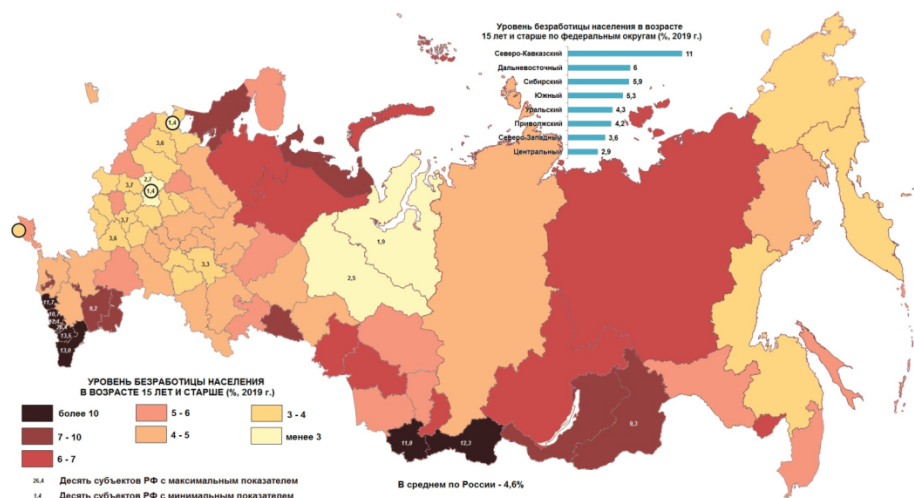 Уровень безработицы населения в возрасте
15 лет и старше по федеральным округам (%, 2019 г.)
Северо-Кавказский 11
Дальневосточный 6
Сибирский 5,9
Южный 5,3
Уральский 4,3
Приволжский 4,2
Северо-Западный 3,6
Центральный 2,9
1,4
3,6
2,7
3,7
1,4
3,7
3,6
3,3
1,9
2,5
9,2
11,7
13,5
13,0
11,0
12,3
9,3
УРОВЕНЬ БЕЗРАБОТИЦЫ НАСЕЛЕНИЯ
В ВОЗРАСТЕ 15 ЛЕТ И СТАРШЕ (%, 2019 г.)
более 10
5 - 6
3 - 4
7 - 10
4 - 5
менее 3
6 - 7
26,4 Десять субъектов РФ с максимальным показателем
1,4 Десять субъектов РФ с минимальным показателем
В среднем по России - 4,6%